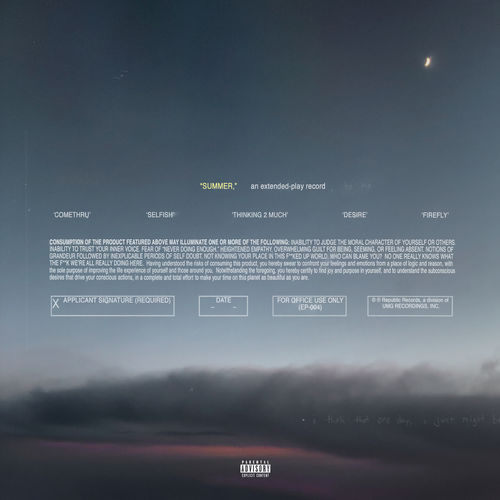 "SUMMER," an extended-play record
'COMETHRU' 'SELFISH' 'THINKING 2 MUCH' 'DESIRE' 'FIREFLY'
CONSUMPTION OF THE PRODUCT FEATURED ABOVE MAY ILLUMINATE ONE OR MORE OF THE FOLLOWING: INABILITY TO JUDGE THE MORAL CHARACTER OF YOURSELF OR OTHERS.
INABILITY TO TRUST YOUR INNER VOICE. FEAR OF "NEVER DOING ENOUGH." HEIGHTENED EMPATHY. OVERWHELMING GUILT FOR BEING, SEEMING, OR FEELING ABSENT. NOTIONS OF
GRANDEUR FOLLOWED BY INEXPLICABLE PERIODS OF SELF DOUBT. NOT KNOWING YOUR PLACE IN THIS F*KED UP WORLD; WHO CAN BLAME YOU? NO ONE REALLY KNOWS WHAT
THE F**K WE'RE ALL REALLY DOING HERE. Having understood the risks of consuming this product, you hereby swear to confront your feelings and emotions from a place of logic and reason, with
the sole purpose of improving the life experience of yourself and those around you. Notwithstanding the foregoing, you hereby certify to find joy and purpose in yourself, and to understand the subconscious
desires that drive your conscious actions, in a complete and total effort to make your time on this planet as beautiful as you are.
X APPLICANT SIGNATURE (REQUIRED)
DATE
– –
FOR OFFICE USE ONLY
(EP-004)
℗ © Republic Records, a division of
UMG RECORDINGS, INC.
i think that one day, i just might
PARENTAL
ADVISORY
EXPLICIT CONTENT